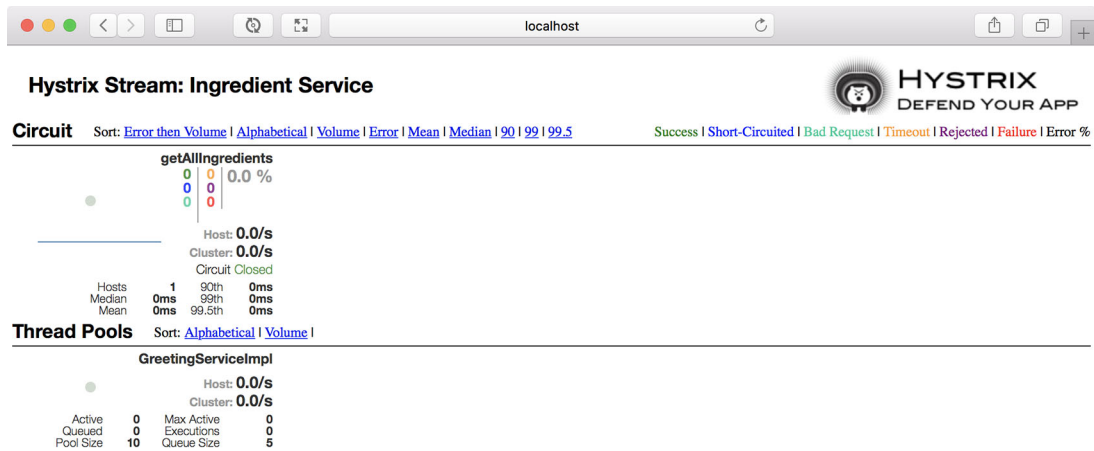 localhost
Hystrix Stream: Ingredient Service
HYSTRIX
DEFEND YOUR APP
Circuit Sort: Error then Volume | Alphabetical | Volume | Error | Mean | Median | 90 | 99 | 99.5 Success | Short-Circuited | Bad Request | Timeout | Rejected | Failure | Error %
getAllIngredients
0 0 0.0 %
0 0
0 0
Host: 0.0/s
Cluster: 0.0/s
Circuit Closed
Hosts 1 90th 0ms
Median 0ms 99th 0ms
Mean 0ms 99.5th 0ms
Thread Pools Sort: Alphabetical | Volume |
GreetingServiceImpl
Host: 0.0/s
Cluster: 0.0/s
Active 0 Max Active 0
Queued 0 Executions 0
Pool Size 10 Queue Size 5